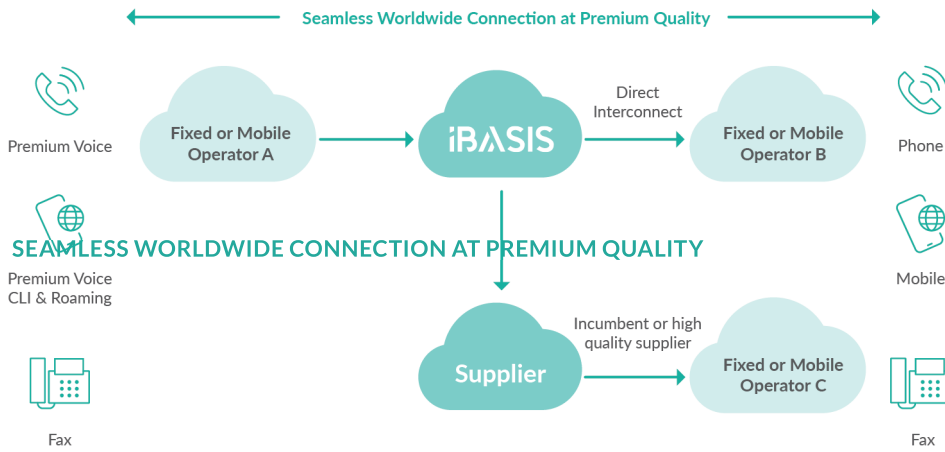 Seamless Worldwide Connection at Premium Quality
Premium Voice
Fixed or Mobile
Operator A
iBASIS
Direct
Interconnect
Fixed or Mobile
Operator B
Phone
SEAMLESS WORLDWIDE CONNECTION AT PREMIUM QUALITY
Premium Voice
CLI & Roaming
Mobile
Supplier
Incumbent or high
quality supplier
Fixed or Mobile
Operator C
Fax
Fax